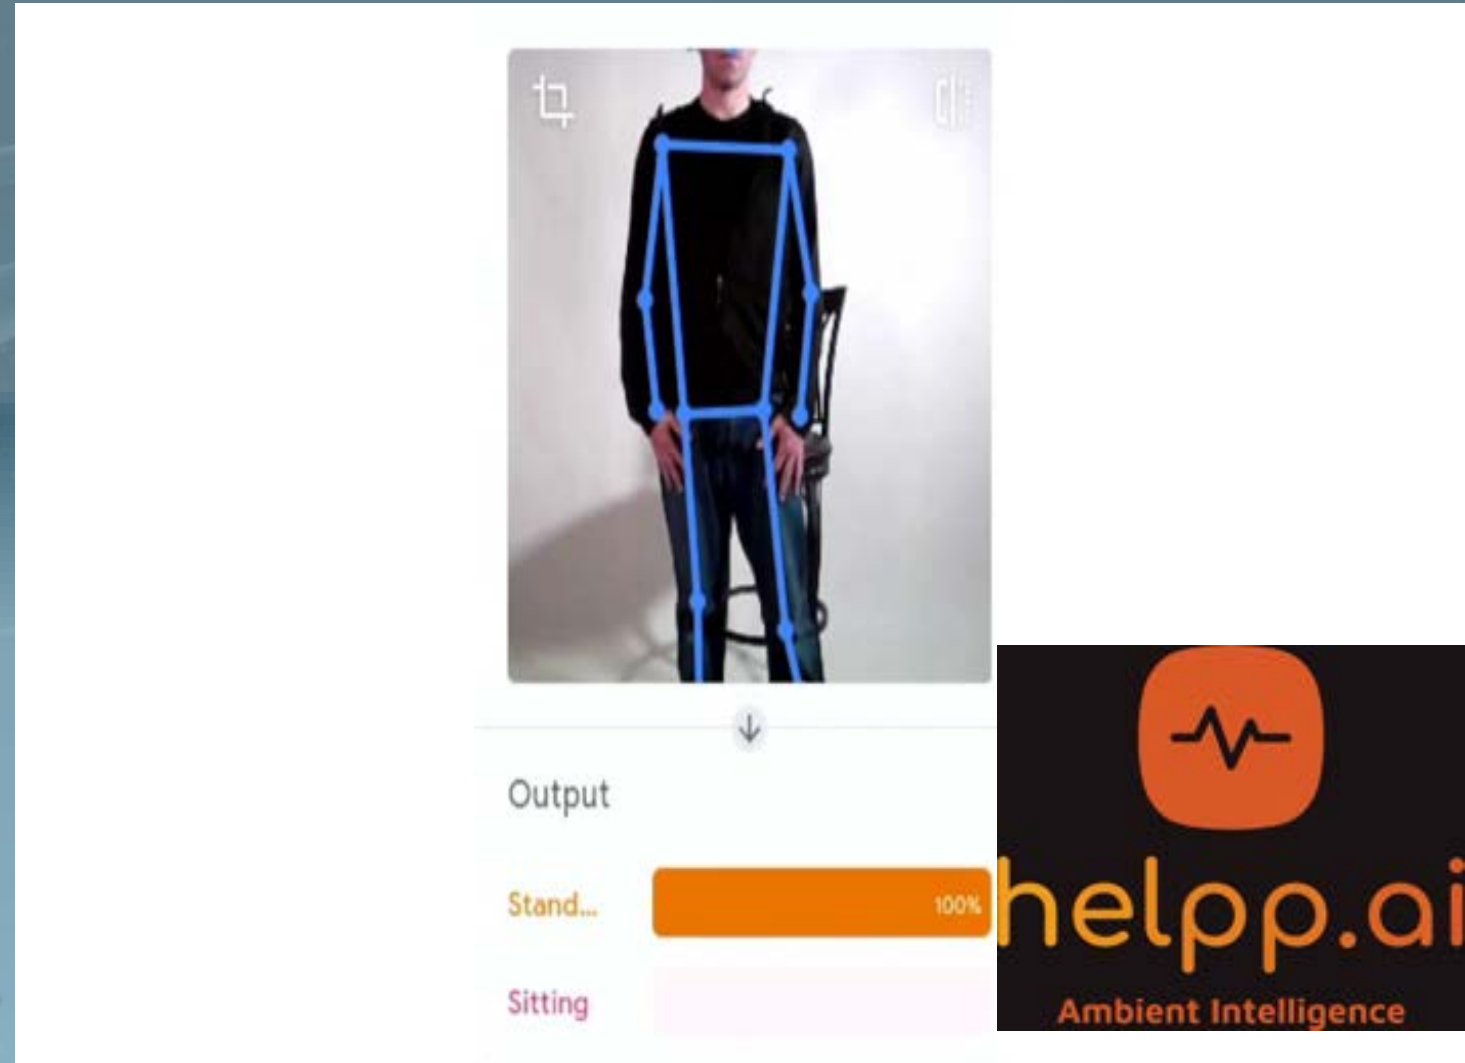 Output
Stand...
100%
Sitting
helpp.ai
Ambient Intelligence